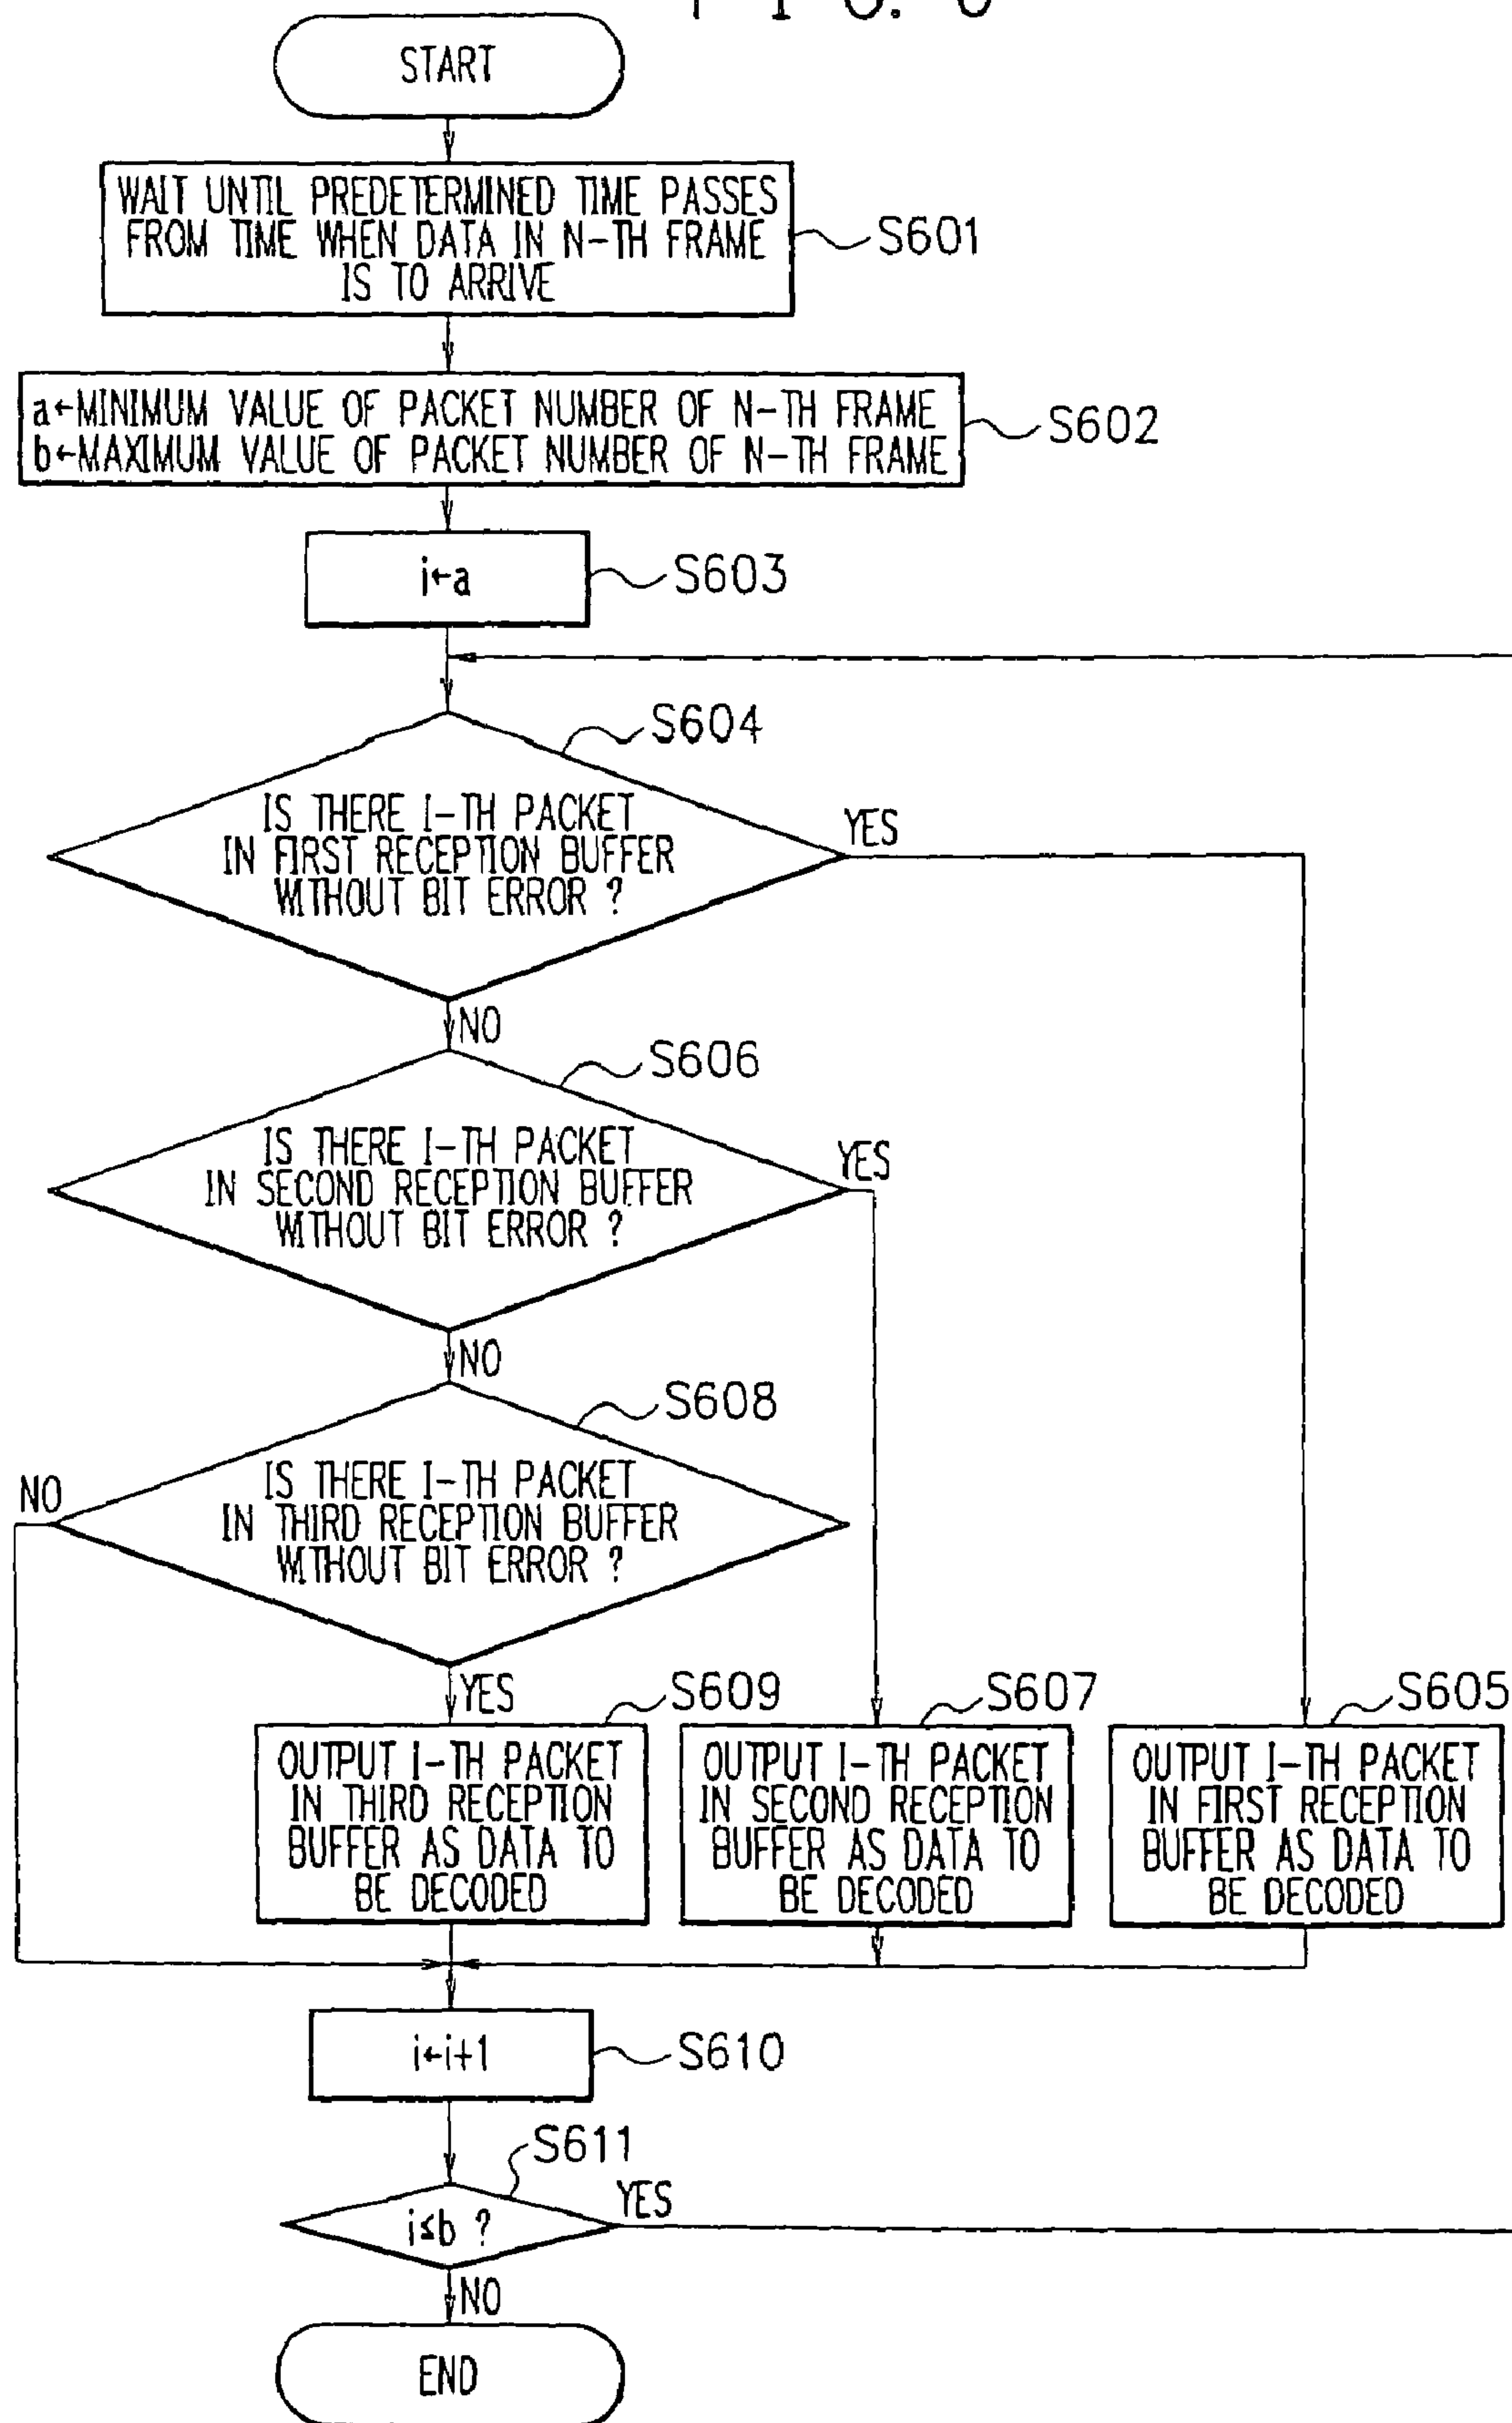 START
WAIT UNTIL PREDETERMINED TIME PASSES
FROM TIME WHEN DATA IN N-TH FRAME
IS TO ARRIVE
S601
a←MINIMUM VALUE OF PACKET NUMBER OF N-TH FRAME
b←MAXIMUM VALUE OF PACKET NUMBER OF N-TH FRAME
S602
i←a
S603
S604
IS THERE I-TH PACKET
IN FIRST RECEPTION BUFFER
WITHOUT BIT ERROR ?
YES
NO
S606
IS THERE I-TH PACKET
IN SECOND RECEPTION BUFFER
WITHOUT BIT ERROR ?
YES
NO
S608
IS THERE I-TH PACKET
IN THIRD RECEPTION BUFFER
WITHOUT BIT ERROR ?
NO
YES
S609
OUTPUT I-TH PACKET
IN THIRD RECEPTION
BUFFER AS DATA TO
BE DECODED
S607
OUTPUT I-TH PACKET
IN SECOND RECEPTION
BUFFER AS DATA TO
BE DECODED
S605
OUTPUT I-TH PACKET
IN FIRST RECEPTION
BUFFER AS DATA TO
BE DECODED
i←i+1
S610
S611
i≤b ?
YES
NO
END